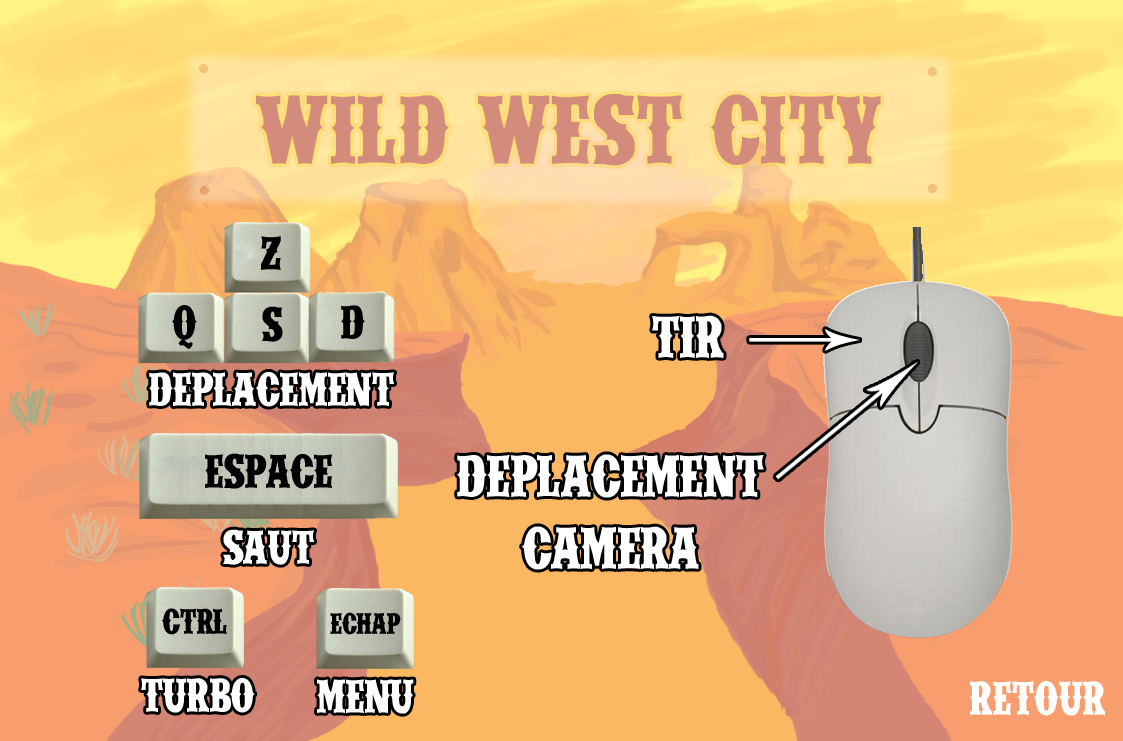 WILD WEST CITY
Z
Q S D
DEPLACEMENT
ESPACE
SAUT
CTRL
TURBO
ECHAP
MENU
TIR
DEPLACEMENT
CAMERA
RETOUR